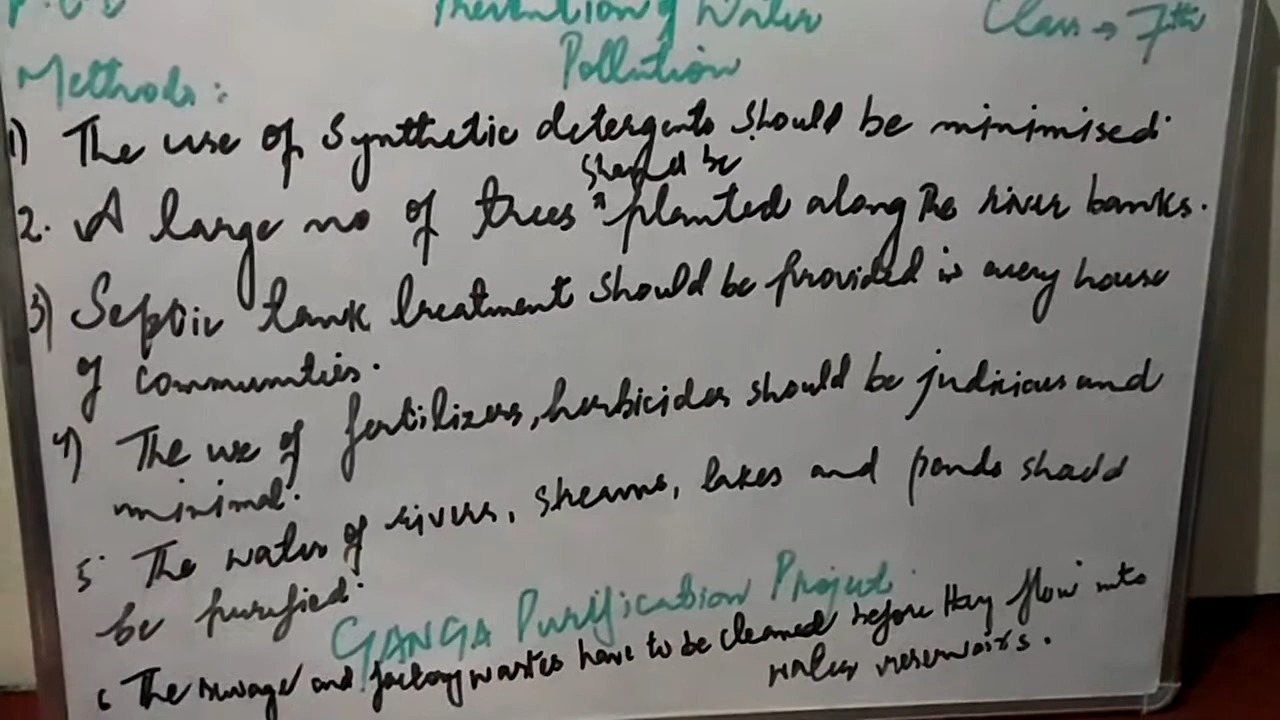 Prevention of Water Class → 7th
Pollution
Methods:
1) The use of Synthetic detergents should be minimised.
should be
2. A large no of trees ^ planted along the river banks.
3) Septic tank treatment should be provided in every house
of communties.
4) The use of fertilizers, herbicides should be judicious and
minimal.
5. The water of rivers, streams, lakes and ponds should
be purified.
GANGA Purification Project.
6 The sewage and factory wastes have to be cleaned before they flow into
water reservoirs.